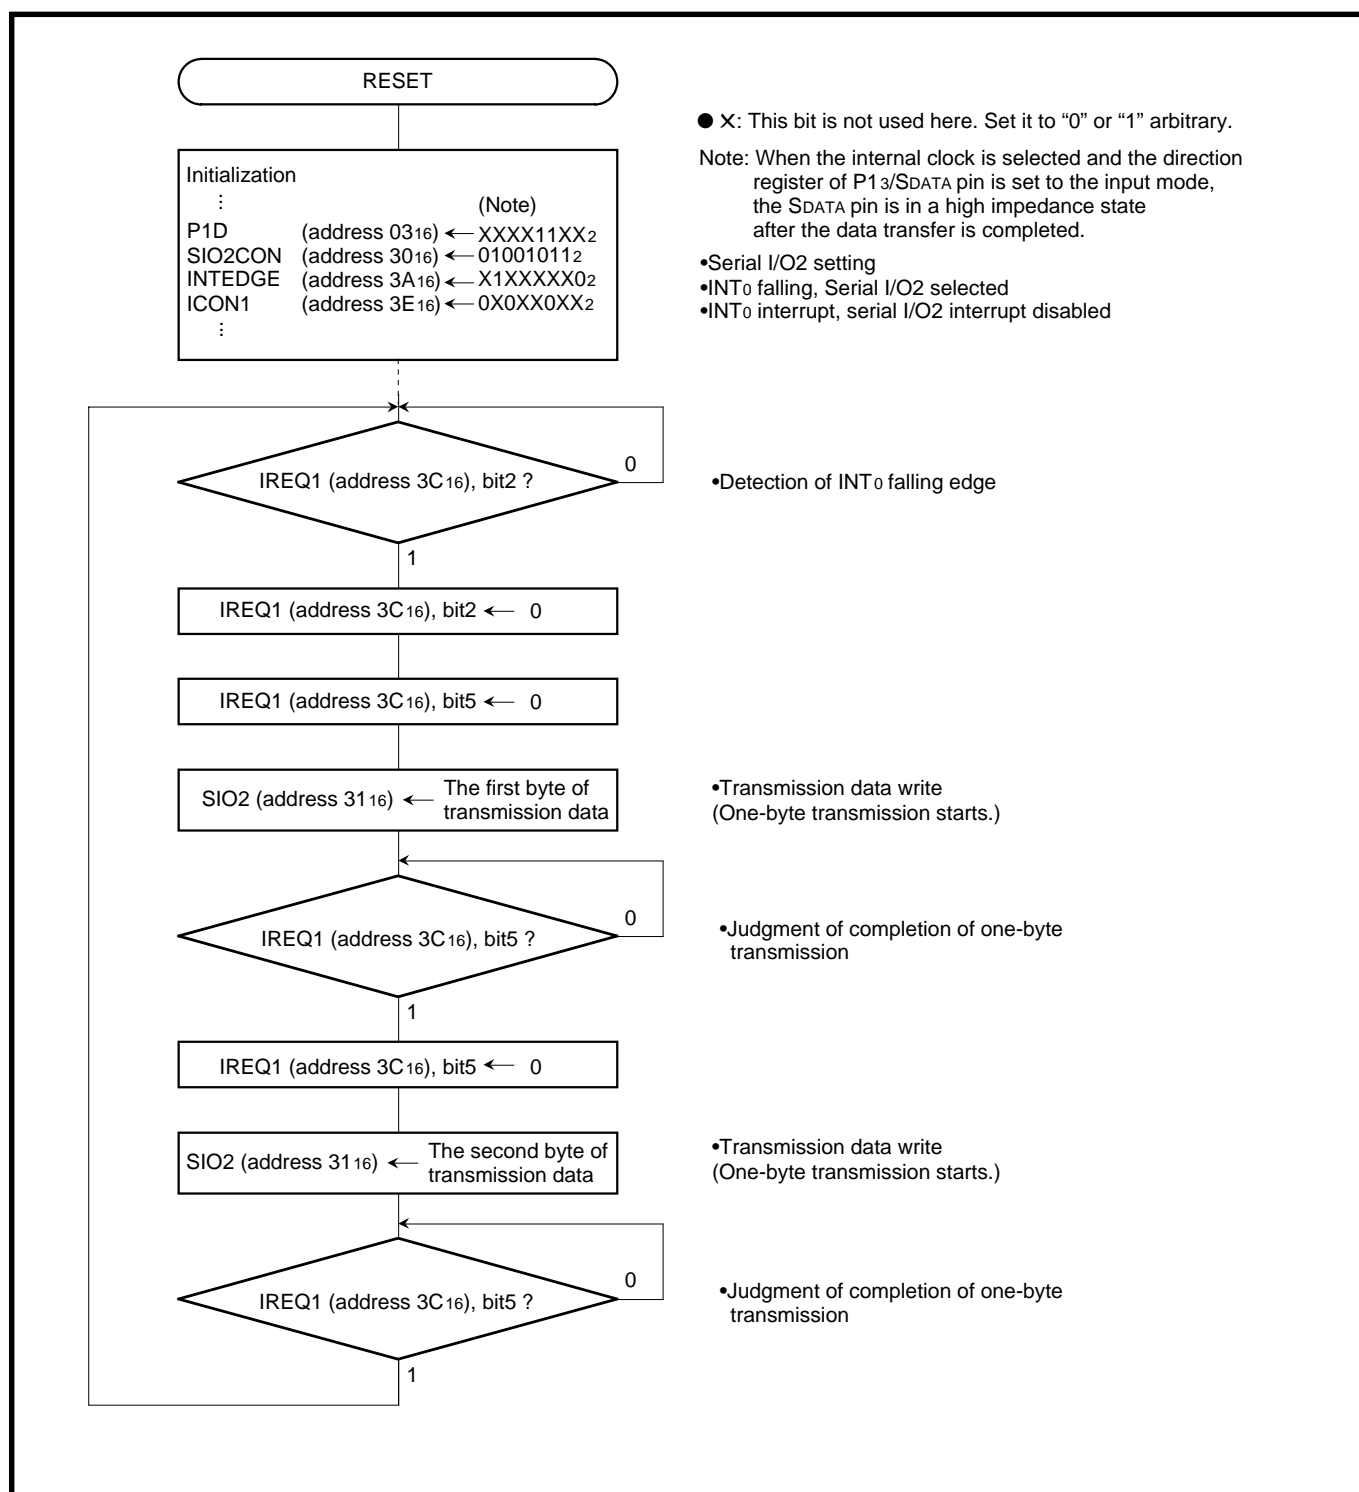 RESET
● ×: This bit is not used here. Set it to “0” or “1” arbitrary.
Note: When the internal clock is selected and the direction
register of P13/SDATA pin is set to the input mode,
the SDATA pin is in a high impedance state
after the data transfer is completed.
Initialization
⋮
(Note)
P1D (address 0316) ← XXXX11XX2
SIO2CON (address 3016) ← 010010112
INTEDGE (address 3A16) ← X1XXXXX02
ICON1 (address 3E16) ← 0X0XX0XX2
⋮
•Serial I/O2 setting
•INT0 falling, Serial I/O2 selected
•INT0 interrupt, serial I/O2 interrupt disabled
IREQ1 (address 3C16), bit2 ?
0
•Detection of INT0 falling edge
1
IREQ1 (address 3C16), bit2 ← 0
IREQ1 (address 3C16), bit5 ← 0
SIO2 (address 3116) ← The first byte of
transmission data
•Transmission data write
(One-byte transmission starts.)
IREQ1 (address 3C16), bit5 ?
0
•Judgment of completion of one-byte
transmission
1
IREQ1 (address 3C16), bit5 ← 0
SIO2 (address 3116) ← The second byte of
transmission data
•Transmission data write
(One-byte transmission starts.)
IREQ1 (address 3C16), bit5 ?
0
•Judgment of completion of one-byte
transmission
1